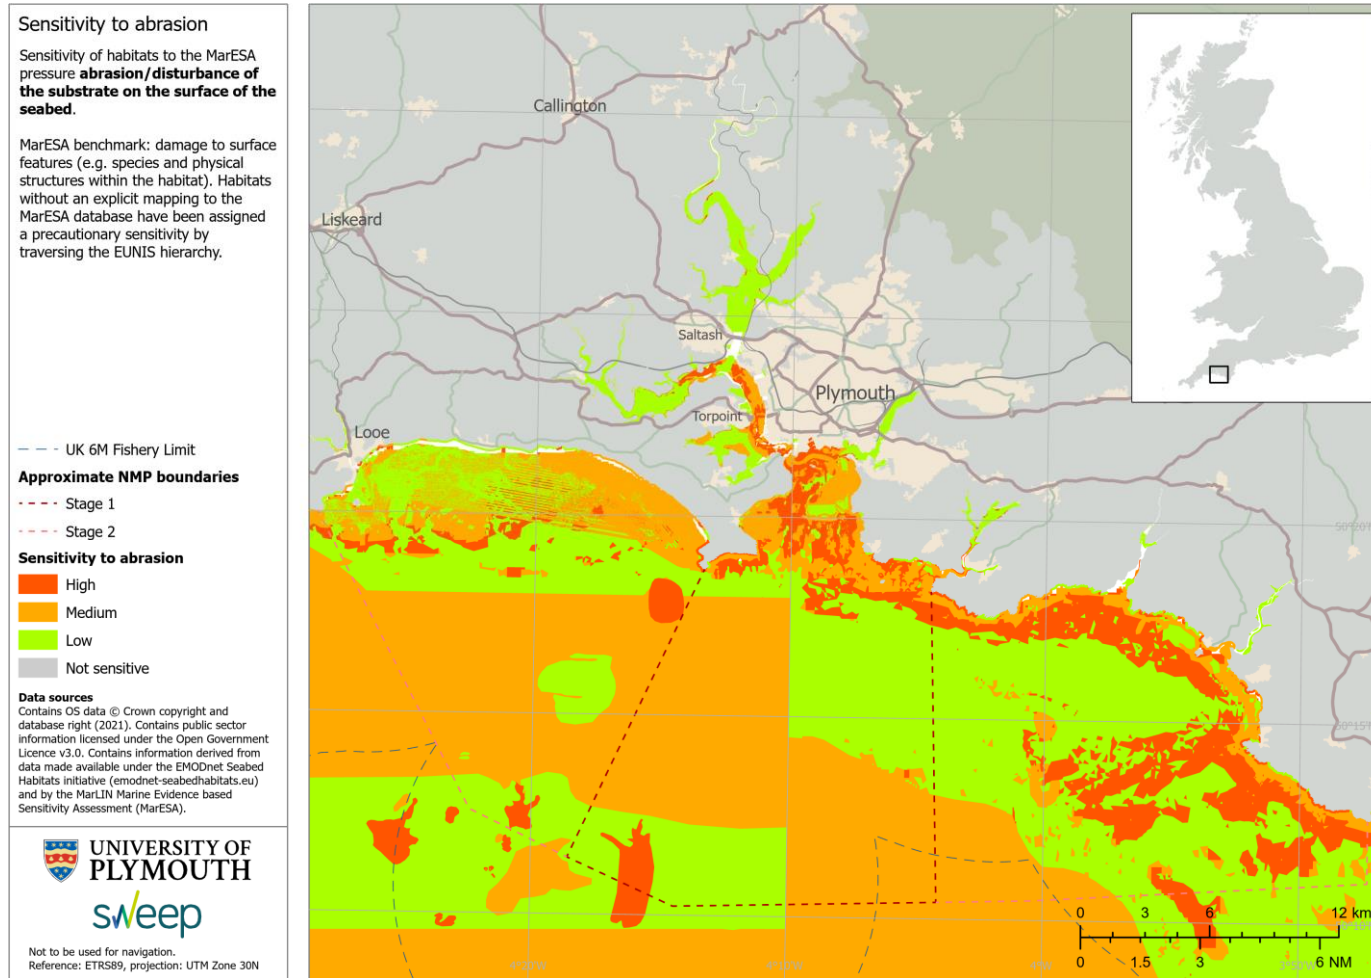 Sensitivity to abrasion
Sensitivity of habitats to the MarESA
pressure abrasion/disturbance of
the substrate on the surface of the
seabed.
MarESA benchmark: damage to surface
features (e.g. species and physical
structures within the habitat). Habitats
without an explicit mapping to the
MarESA database have been assigned
a precautionary sensitivity by
traversing the EUNIS hierarchy.
UK 6M Fishery Limit
Approximate NMP boundaries
Stage 1
Stage 2
Sensitivity to abrasion
High
Medium
Low
Not sensitive
Data sources
Contains OS data © Crown copyright and
database right (2021). Contains public sector
information licensed under the Open Government
Licence v3.0. Contains information derived from
data made available under the EMODnet Seabed
Habitats initiative (emodnet-seabedhabitats.eu)
and by the MarLIN Marine Evidence based
Sensitivity Assessment (MarESA).
UNIVERSITY OF
PLYMOUTH
sweep
Not to be used for navigation.
Reference: ETRS89, projection: UTM Zone 30N
Callington
Liskeard
Saltash
Plymouth
Torpoint
Looe
50°20'
50°15'
0 3 6 12 km
0 1.5 3 6 NM
4°W
3°50'W